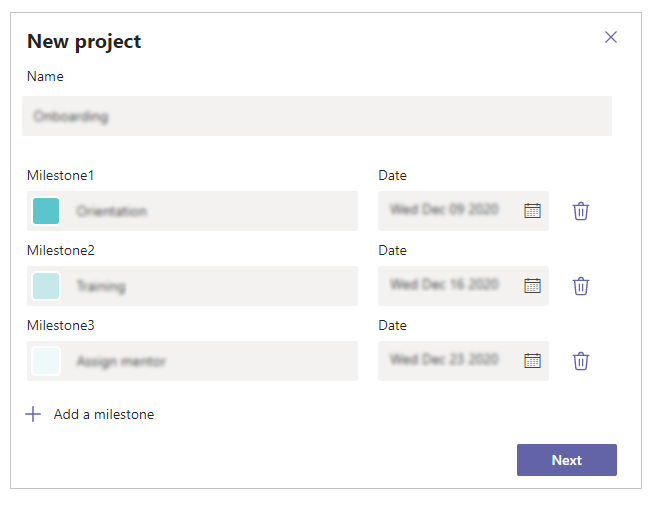 New project
Name
Onboarding
Milestone1 Date
Orientation Wed Dec 09 2020
Milestone2 Date
Training Wed Dec 16 2020
Milestone3 Date
Assign mentor Wed Dec 23 2020
Add a milestone
Next